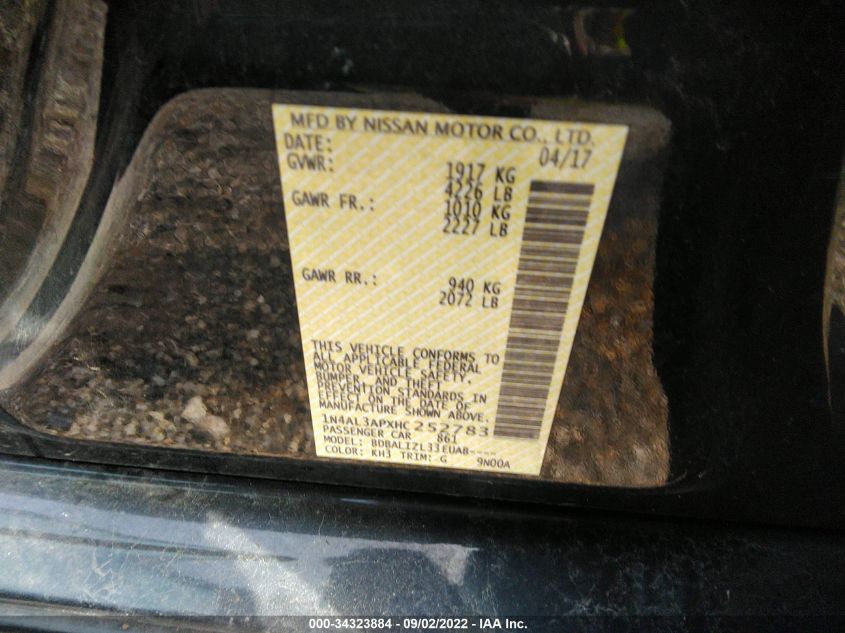 MFD BY NISSAN MOTOR CO., LTD.
DATE: 04/17
GVWR: 1917 KG
4226 LB
GAWR FR.: 1010 KG
2227 LB
GAWR RR.: 940 KG
2072 LB
THIS VEHICLE CONFORMS TO
ALL APPLICABLE FEDERAL
MOTOR VEHICLE SAFETY,
BUMPER, AND THEFT
PREVENTION STANDARDS IN
EFFECT ON THE DATE OF
MANUFACTURE SHOWN ABOVE.
1N4AL3APXHC252783
PASSENGER CAR 861
MODEL: BDBALIZL33EUAB----
COLOR: KH3 TRIM: G 9N00A
000-34323884 - 09/02/2022 - IAA Inc.